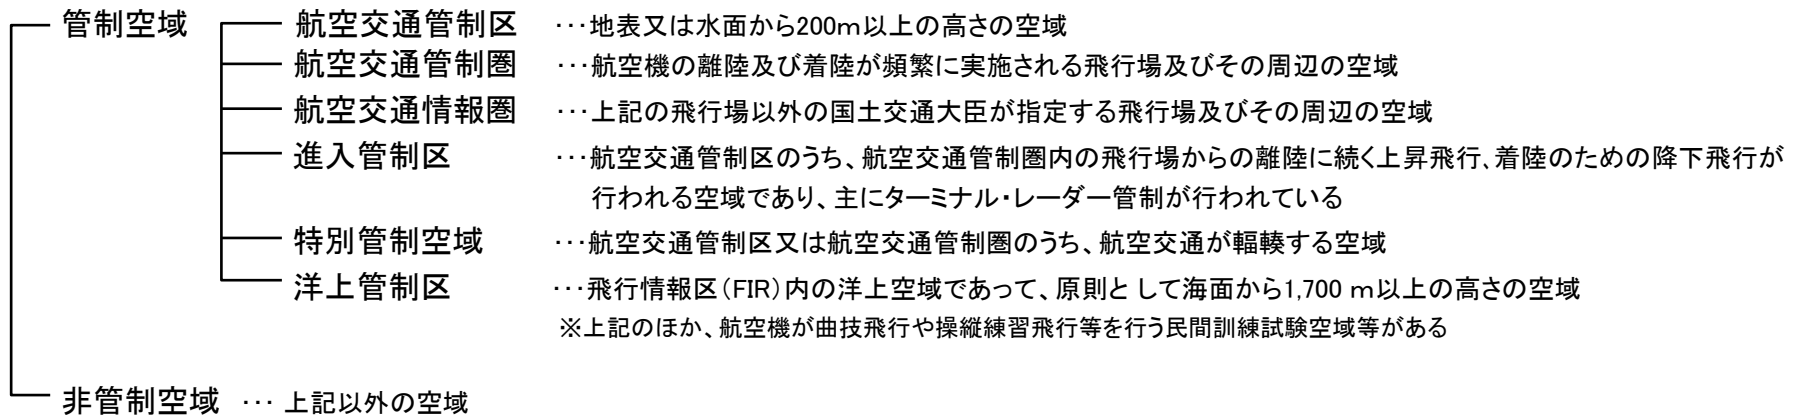 管制空域 航空交通管制区 ･･･地表又は水面から200ｍ以上の高さの空域
航空交通管制圏 ･･･航空機の離陸及び着陸が頻繁に実施される飛行場及びその周辺の空域
航空交通情報圏 ･･･上記の飛行場以外の国土交通大臣が指定する飛行場及びその周辺の空域
進入管制区 ･･･航空交通管制区のうち、航空交通管制圏内の飛行場からの離陸に続く上昇飛行､着陸のための降下飛行が
行われる空域であり、主にターミナル・レーダー管制が行われている
特別管制空域 ･･･航空交通管制区又は航空交通管制圏のうち、航空交通が輻輳する空域
洋上管制区 ･･･飛行情報区（FIR）内の洋上空域であって、原則として海面から1,700 ｍ以上の高さの空域
※上記のほか、航空機が曲技飛行や操縦練習飛行等を行う民間訓練試験空域等がある
非管制空域 ･･･ 上記以外の空域